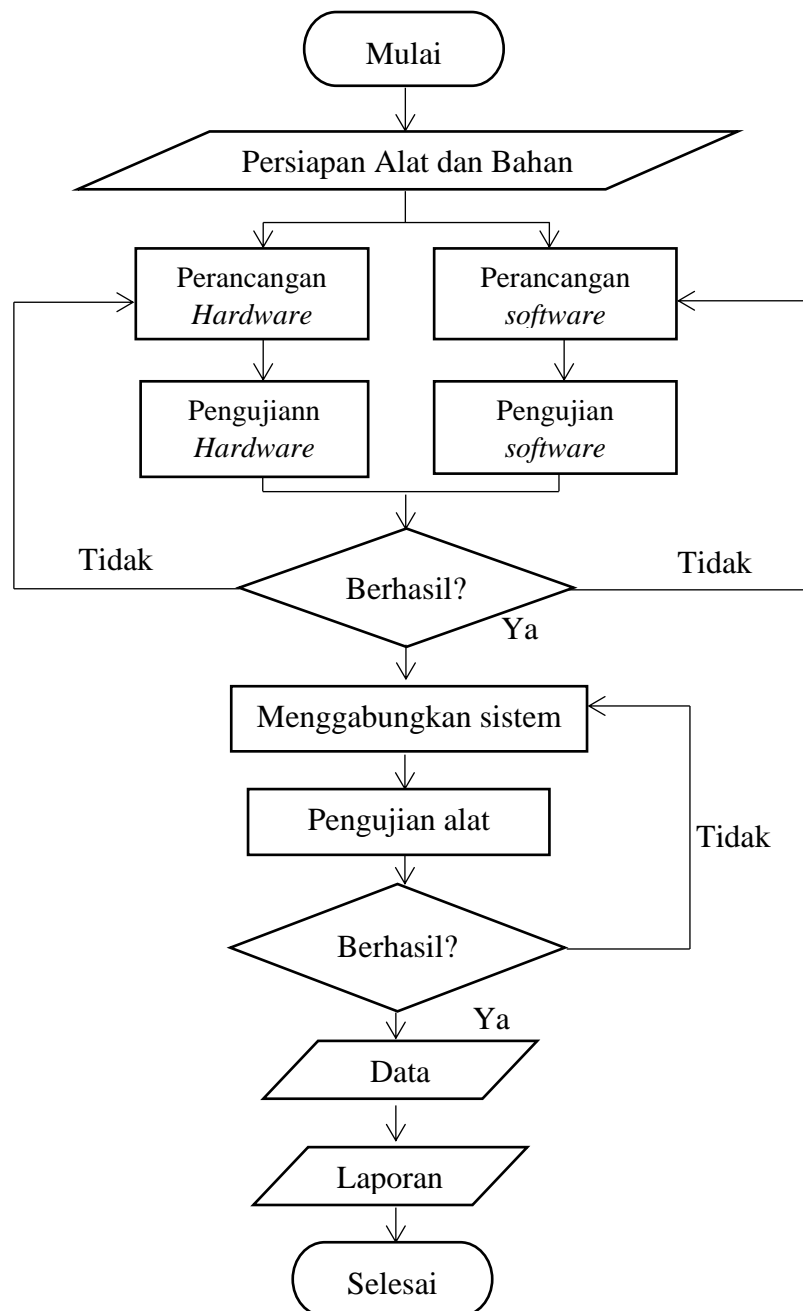 Mulai
Persiapan Alat dan Bahan
Perancangan
Hardware
Perancangan
software
Pengujiann
Hardware
Pengujian
software
Tidak
Berhasil?
Tidak
Ya
Menggabungkan sistem
Pengujian alat
Tidak
Berhasil?
Ya
Data
Laporan
Selesai